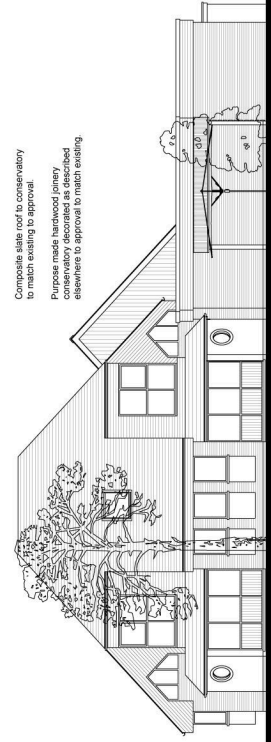 Composite slate roof to conservatory
to match existing to approval.
Purpose made hardwood joinery
conservatory decorated as described
elsewhere to approval to match existing.